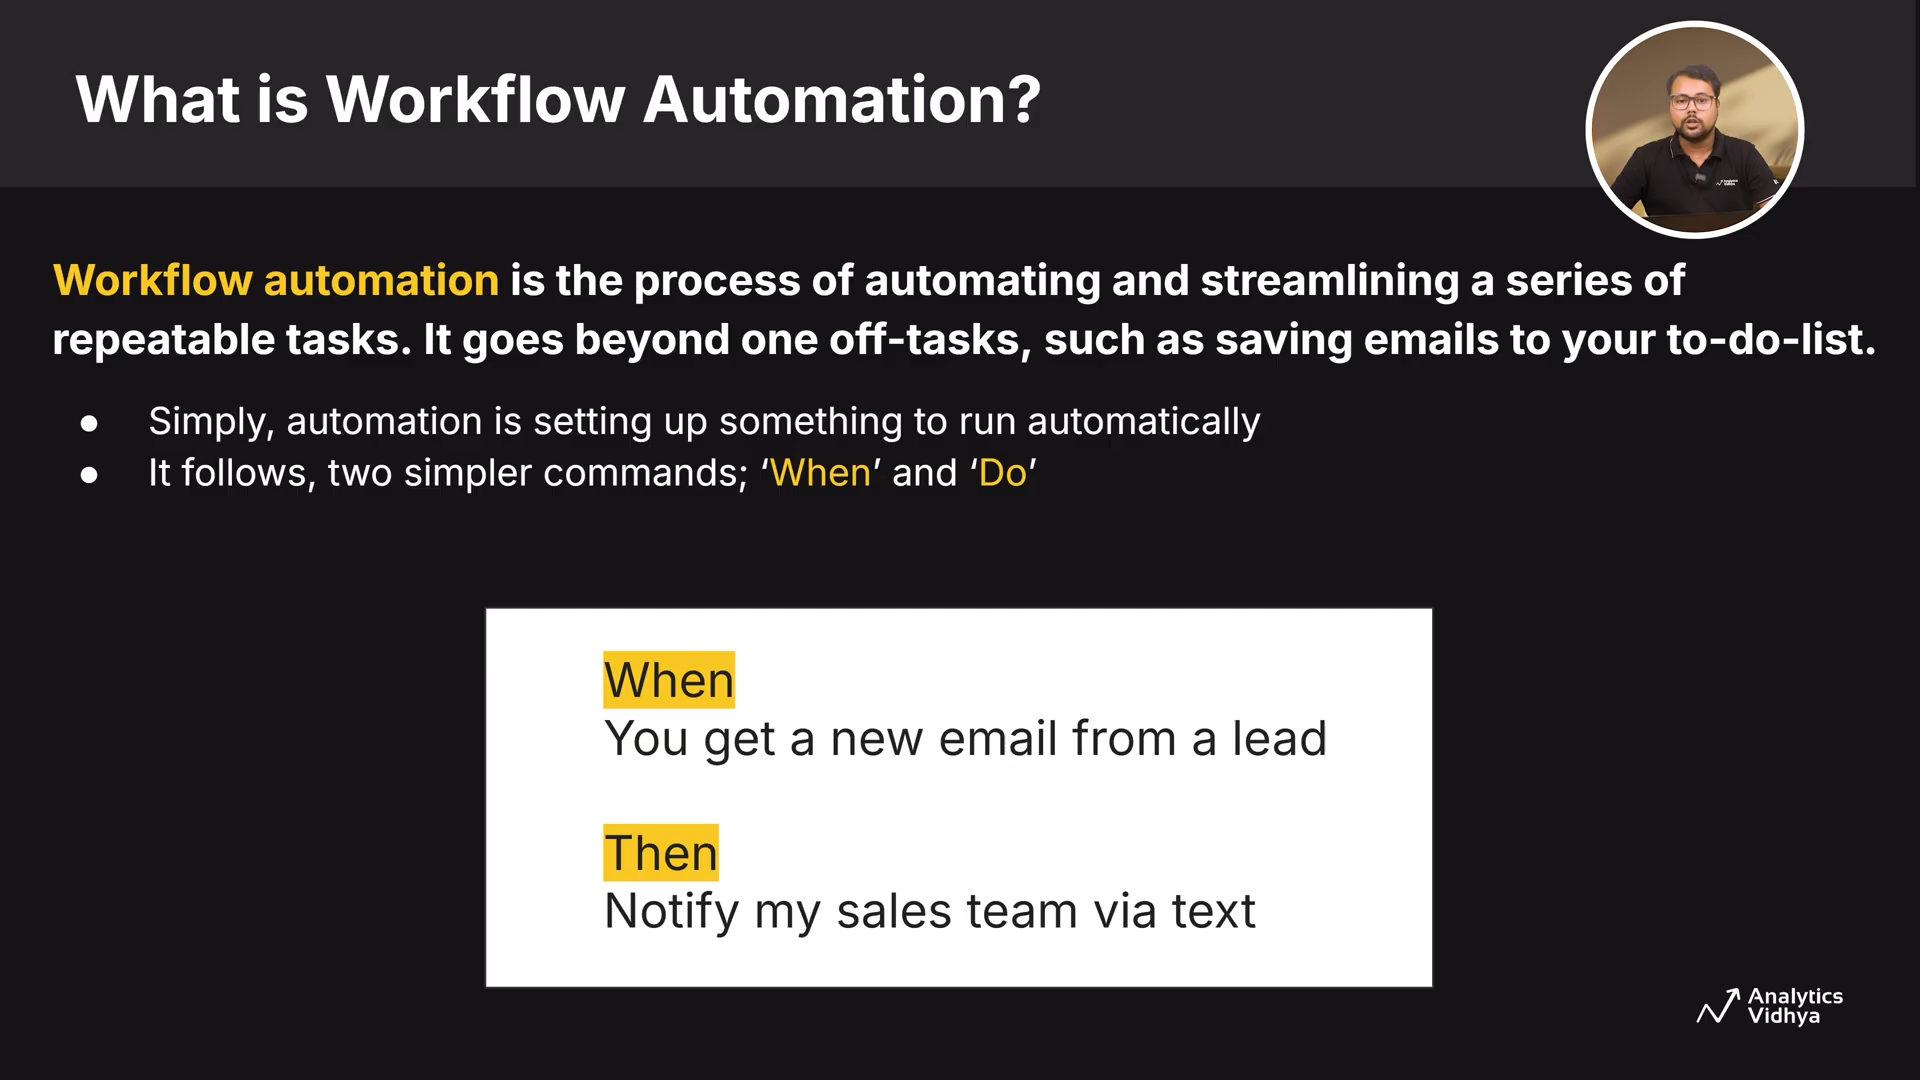 What is Workflow Automation?
Workflow automation is the process of automating and streamlining a series of
repeatable tasks. It goes beyond one off-tasks, such as saving emails to your to-do-list.
● Simply, automation is setting up something to run automatically
● It follows, two simpler commands; ‘When’ and ‘Do’
When
You get a new email from a lead
Then
Notify my sales team via text
Analytics
Vidhya